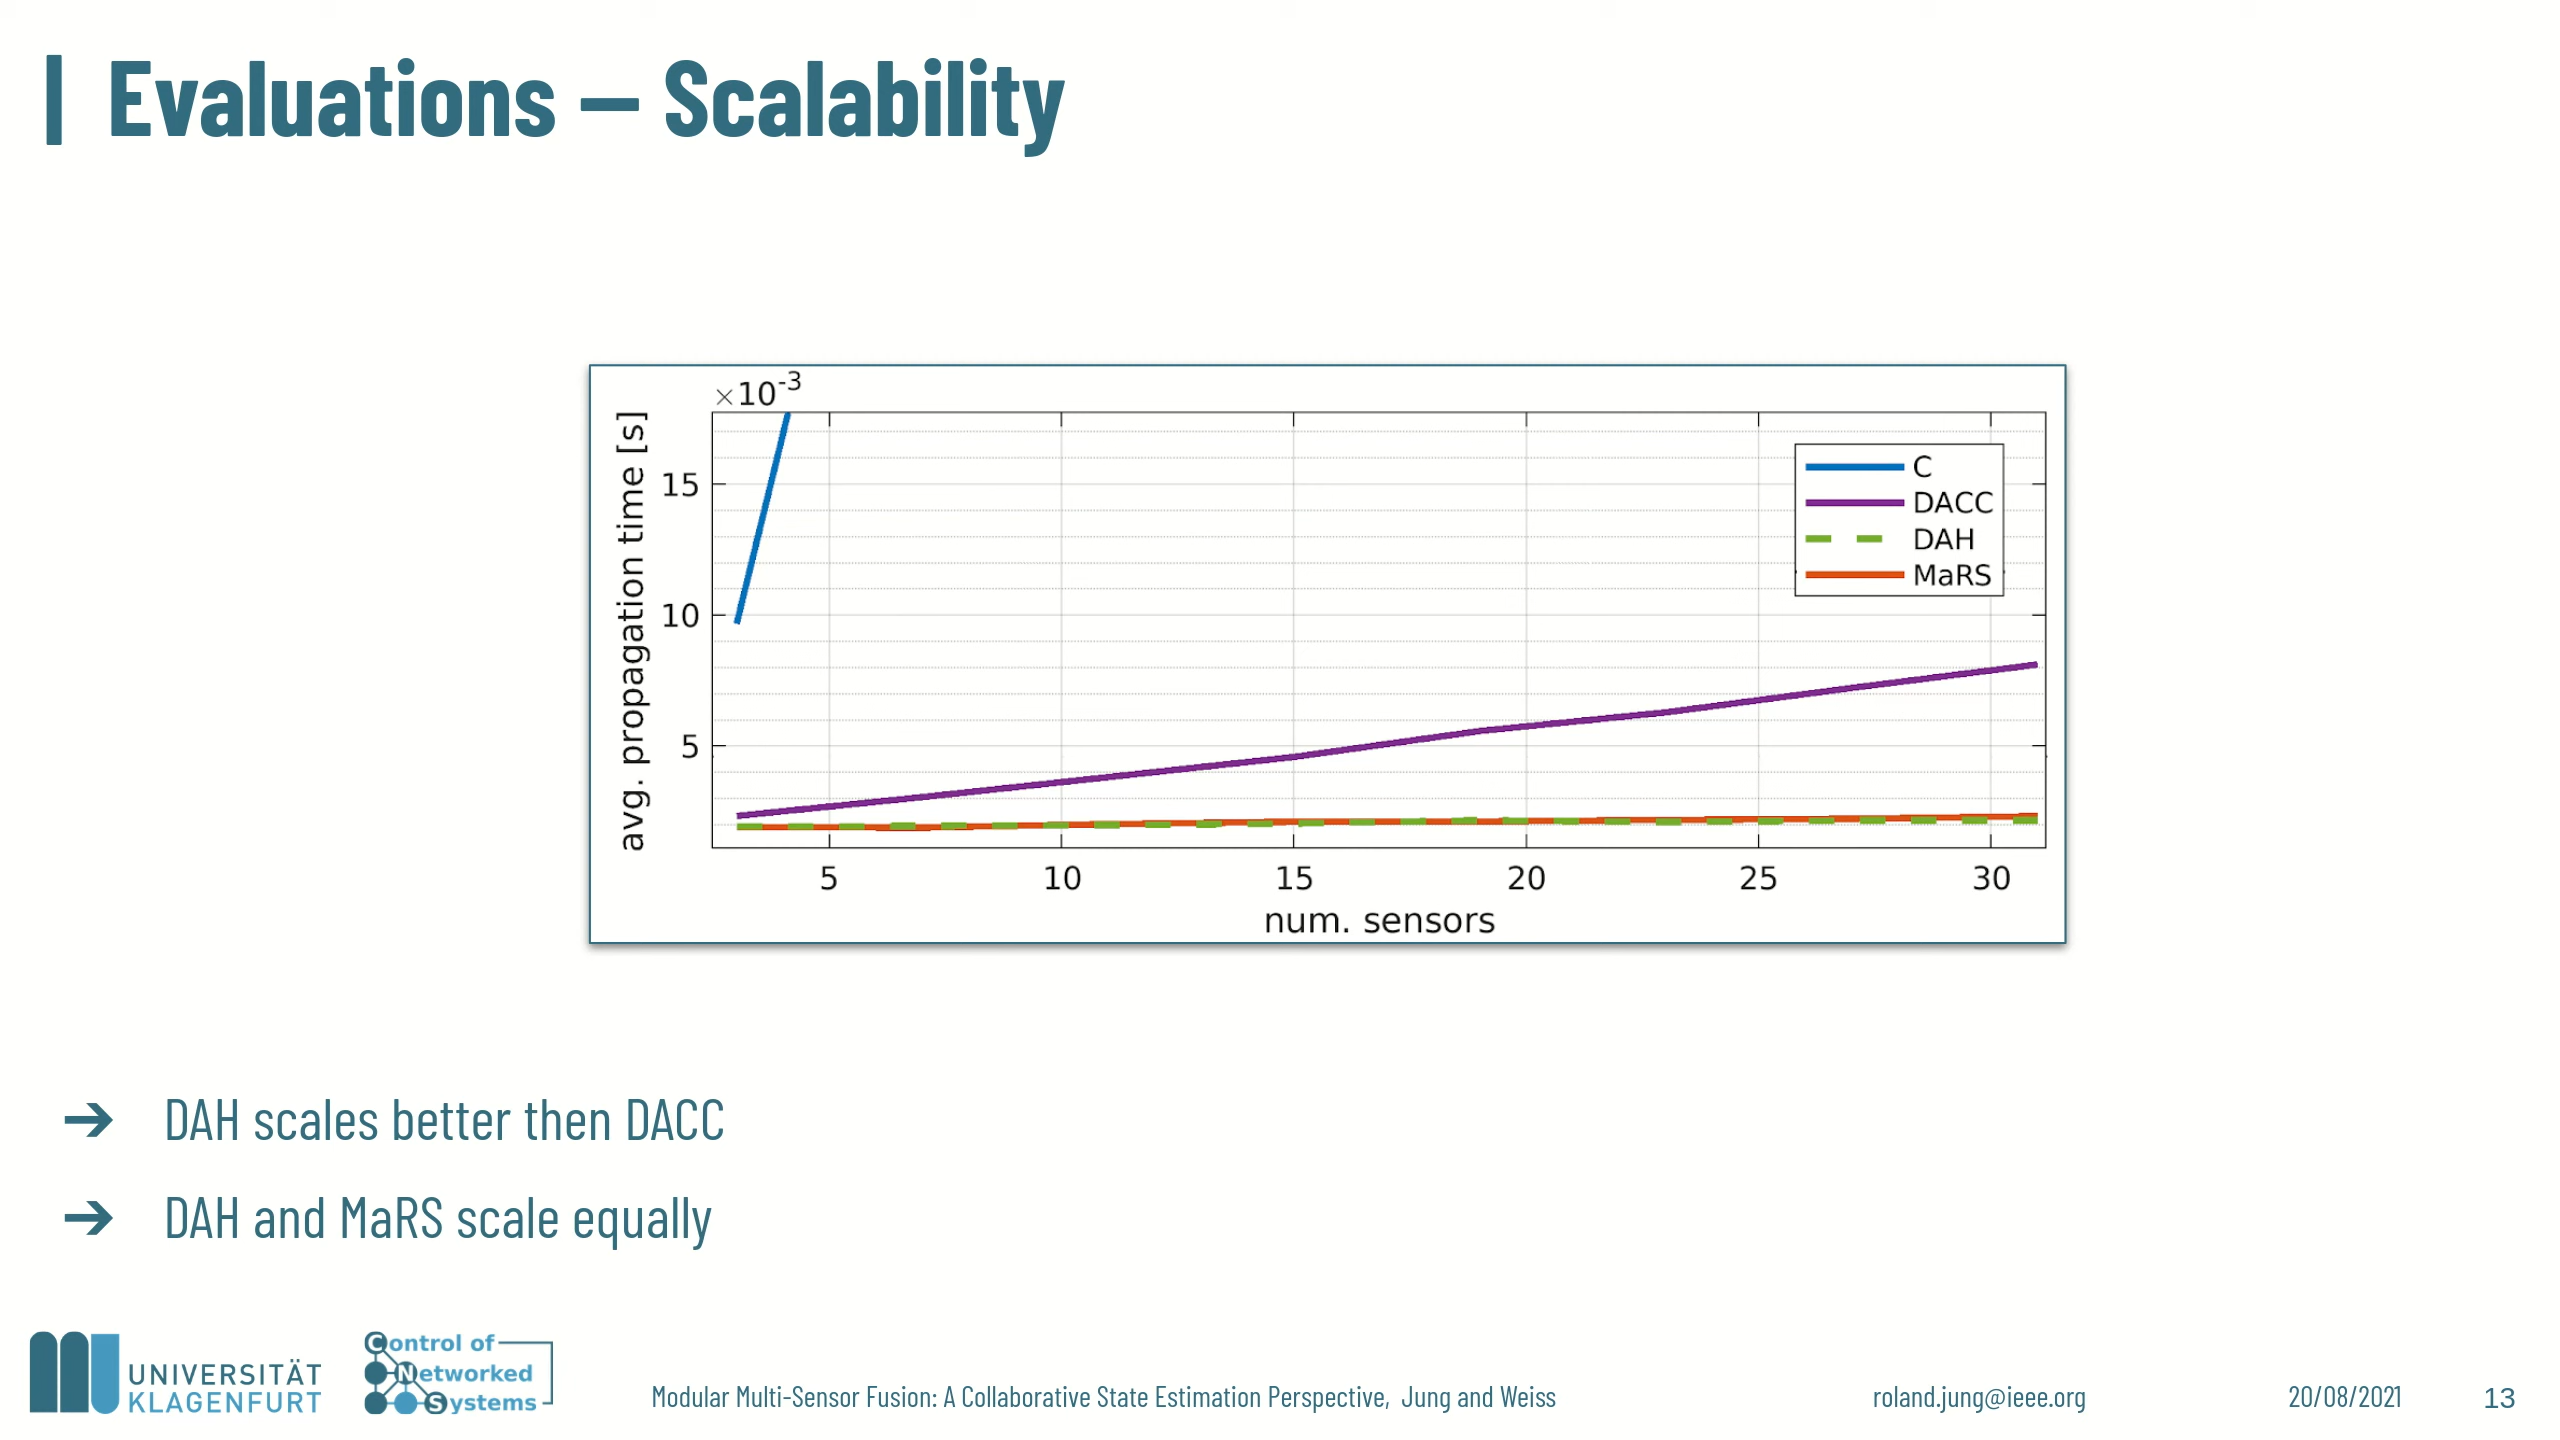 Evaluations – Scalability
×10-3
avg. propagation time [s]
15
10
5
C
DACC
DAH
MaRS
5 10 15 20 25 30
num. sensors
➔ DAH scales better then DACC
➔ DAH and MaRS scale equally
UNIVERSITÄT
KLAGENFURT
Control of
Networked
Systems
Modular Multi-Sensor Fusion: A Collaborative State Estimation Perspective, Jung and Weiss
roland.jung@ieee.org
20/08/2021
13